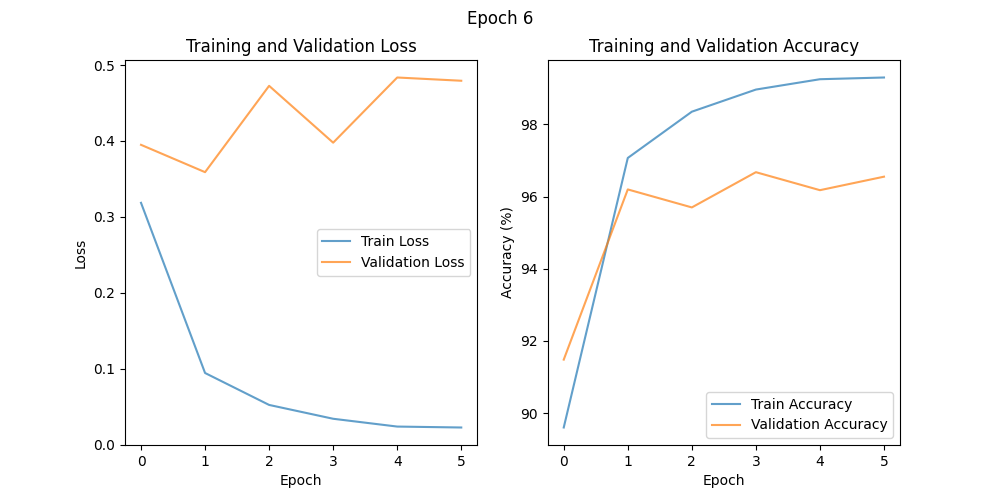 Epoch 6
Training and Validation Loss
0.5
0.4
0.3
0.2
0.1
0.0
Loss
Train Loss
Validation Loss
0 1 2 3 4 5
Epoch
Training and Validation Accuracy
98
96
94
92
90
Accuracy (%)
Train Accuracy
Validation Accuracy
0 1 2 3 4 5
Epoch